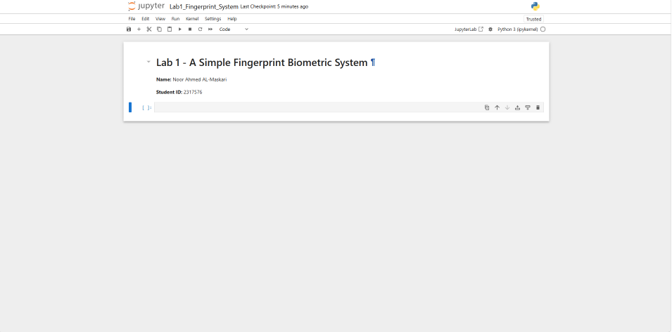 jupyter Lab1_Fingerprint_System Last Checkpoint: 5 minutes ago
File Edit View Run Kernel Settings Help Trusted
Code JupyterLab Python 3 (ipykernel)
Lab 1 - A Simple Fingerprint Biometric System ¶
Name: Noor Ahmed AL-Maskari
Student ID: 2317576
[ ]: